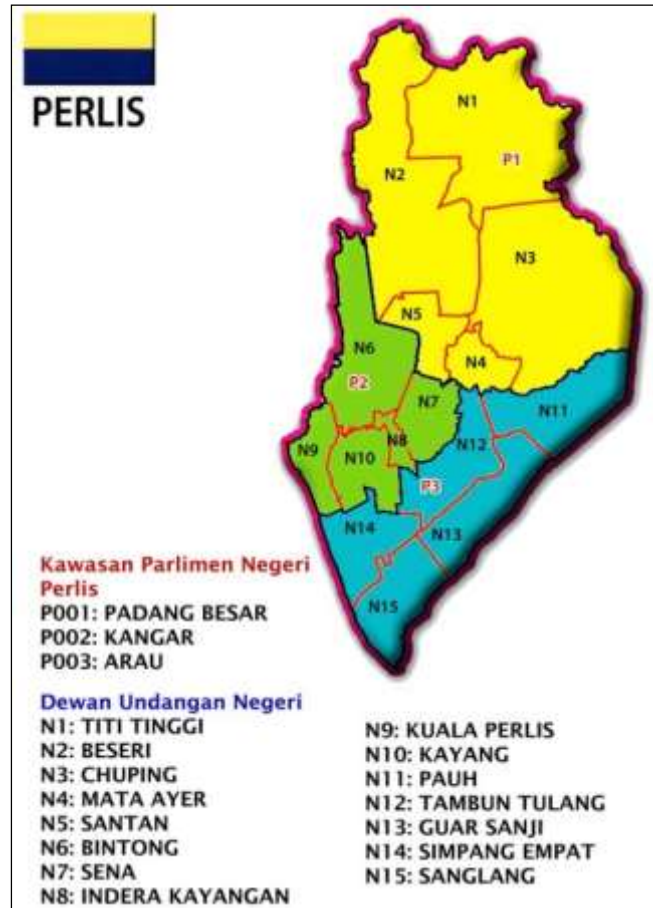 PERLIS
N1
P1
N2
N3
N5
N4
N6
P2
N7
N11
N8
N12
N9
N10
P3
N14
N13
N15
Kawasan Parlimen Negeri
Perlis
P001: PADANG BESAR
P002: KANGAR
P003: ARAU
Dewan Undangan Negeri
N1: TITI TINGGI
N2: BESERI
N3: CHUPING
N4: MATA AYER
N5: SANTAN
N6: BINTONG
N7: SENA
N8: INDERA KAYANGAN
N9: KUALA PERLIS
N10: KAYANG
N11: PAUH
N12: TAMBUN TULANG
N13: GUAR SANJI
N14: SIMPANG EMPAT
N15: SANGLANG